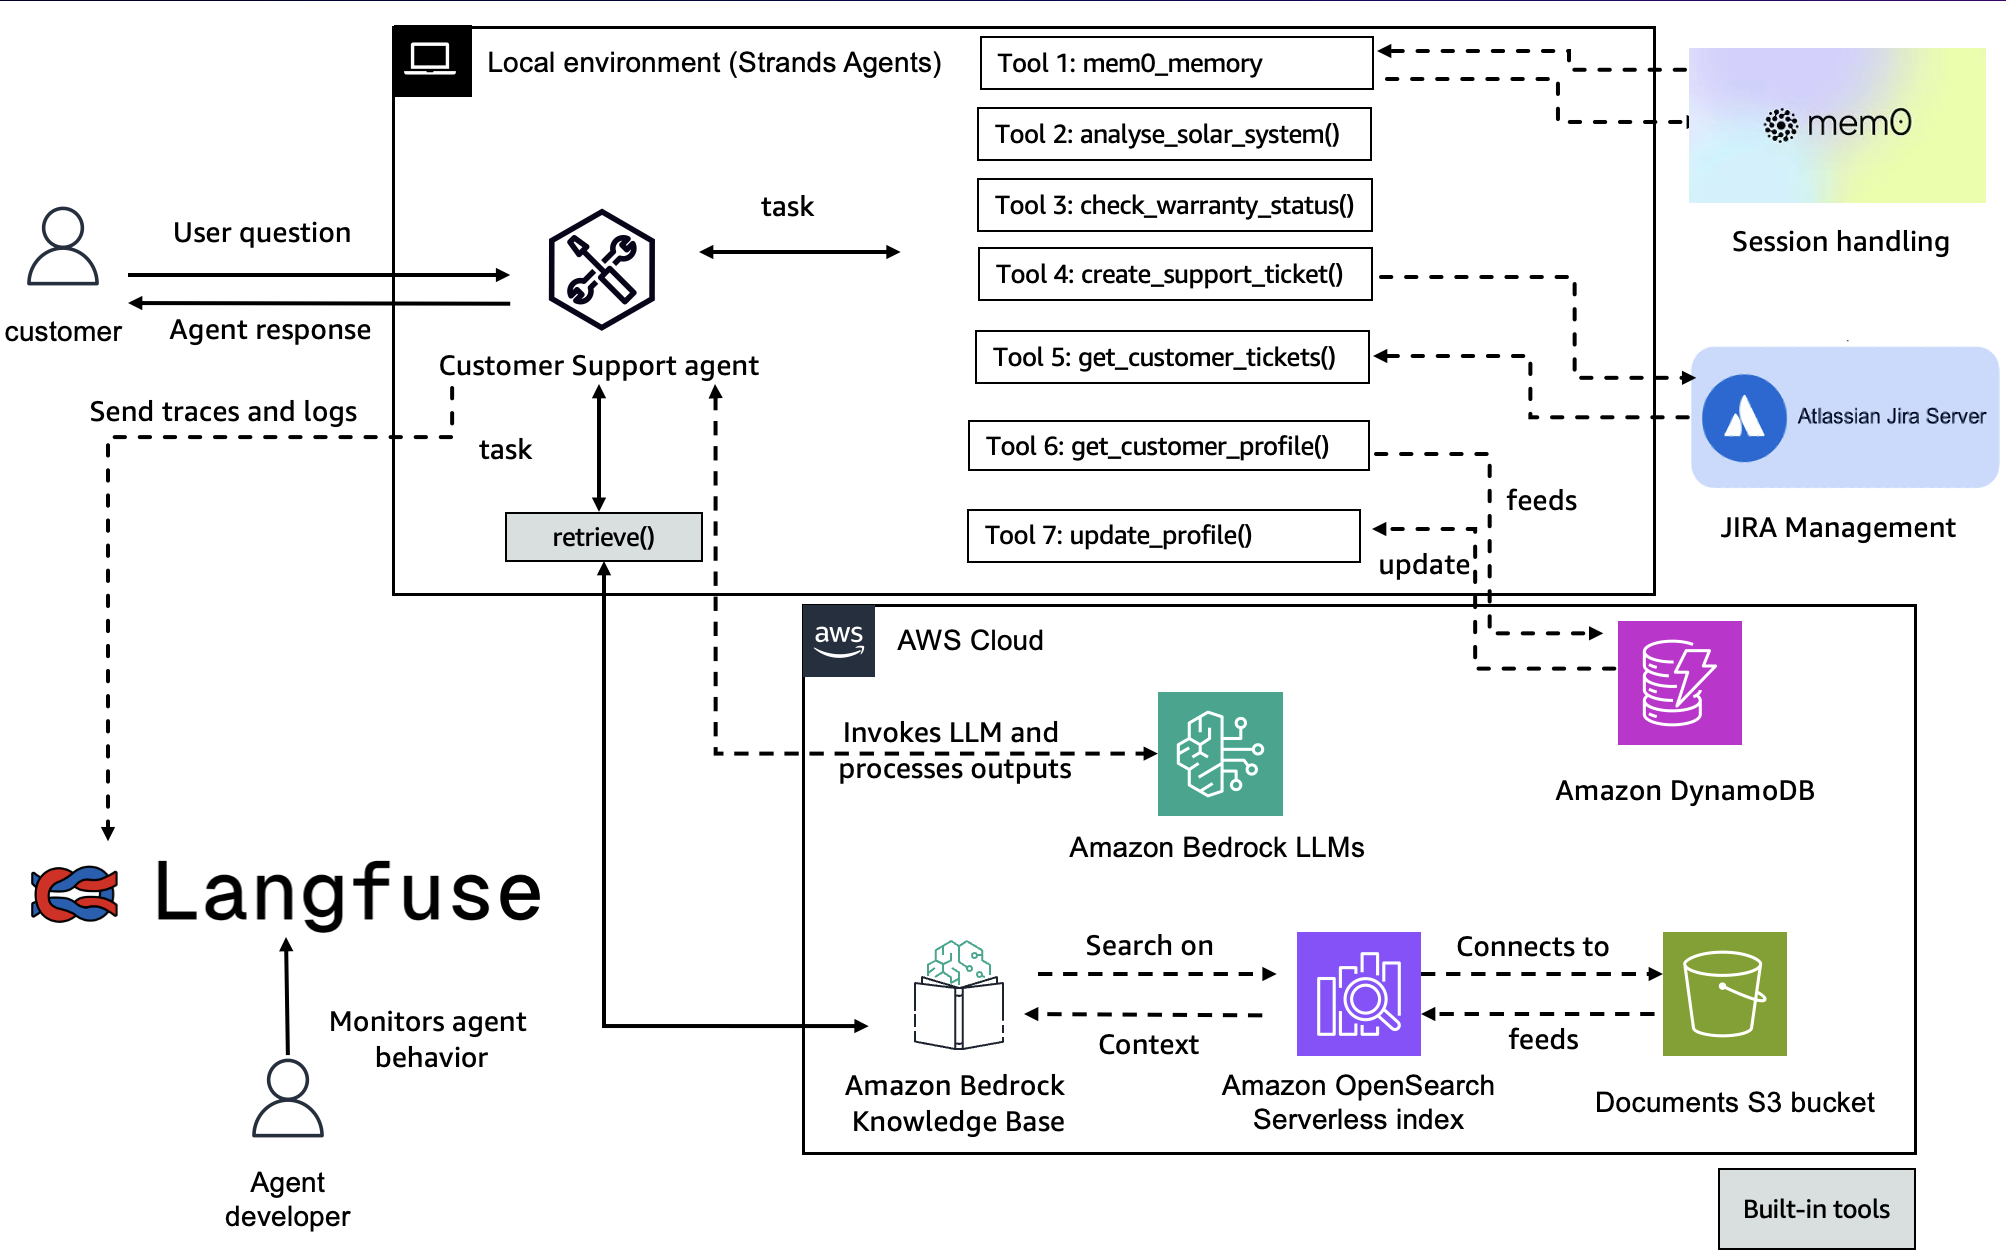 Local environment (Strands Agents)
Tool 1: mem0_memory
Tool 2: analyse_solar_system()
Tool 3: check_warranty_status()
Tool 4: create_support_ticket()
Tool 5: get_customer_tickets()
Tool 6: get_customer_profile()
Tool 7: update_profile()
mem0
Session handling
task
User question
Agent response
customer
Customer Support agent
Send traces and logs
task
retrieve()
Atlassian Jira Server
JIRA Management
feeds
update
aws
AWS Cloud
Invokes LLM and
processes outputs
Amazon Bedrock LLMs
Amazon DynamoDB
Langfuse
Monitors agent
behavior
Agent
developer
Search on
Context
Connects to
feeds
Amazon Bedrock
Knowledge Base
Amazon OpenSearch
Serverless index
Documents S3 bucket
Built-in tools